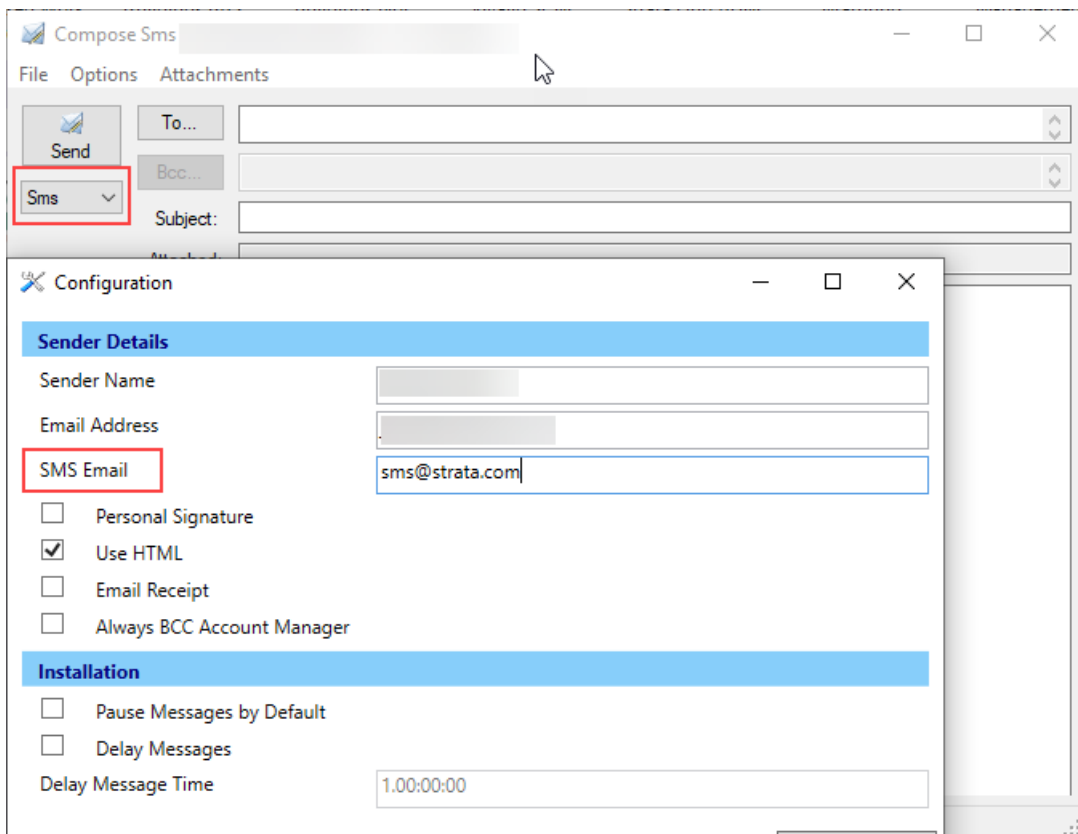 Compose Sms
File Options Attachments
Send
To...
Bcc...
Sms
Subject:
Configuration
Sender Details
Sender Name
Email Address
SMS Email
sms@strata.com
Personal Signature
Use HTML
Email Receipt
Always BCC Account Manager
Installation
Pause Messages by Default
Delay Messages
Delay Message Time
1.00:00:00